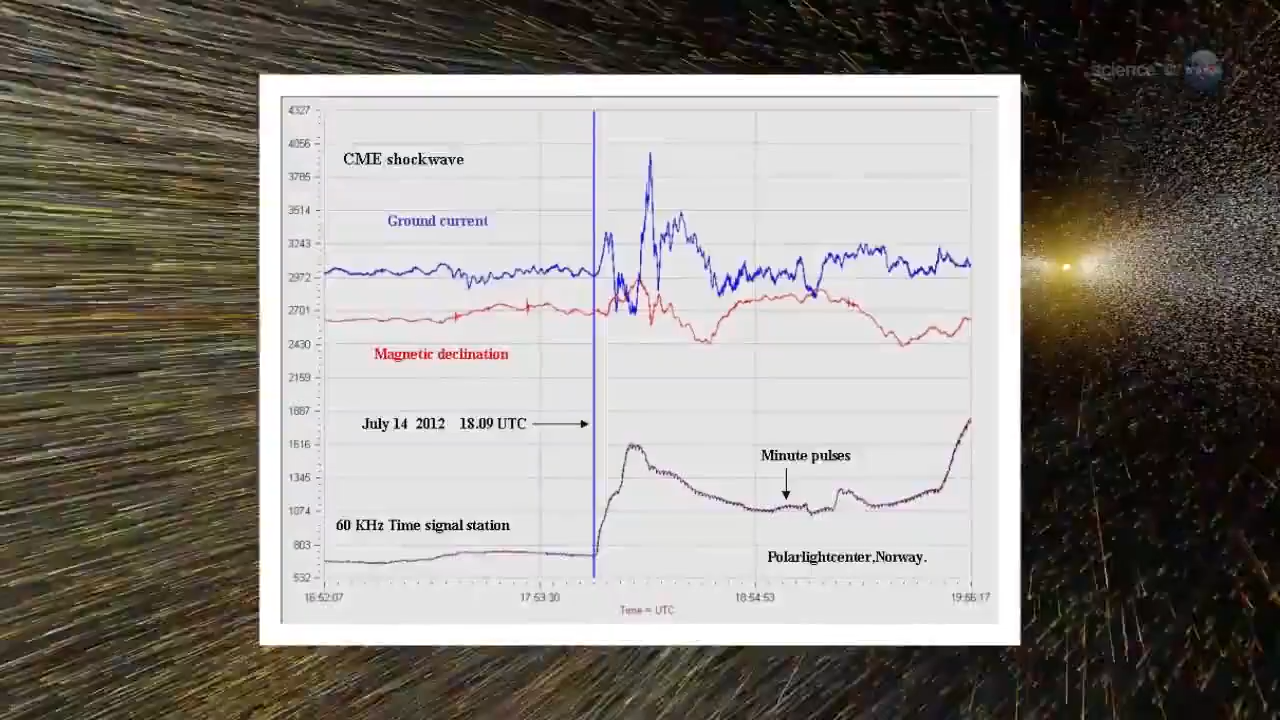 science @
4327
4056
CME shockwave
3785
3514
Ground current
3243
2972
2701
2430
Magnetic declination
2159
1887
July 14 2012 18.09 UTC
1616
Minute pulses
1345
1074
60 KHz Time signal station
803
Polarlightcenter,Norway.
532
16:52:07 17:53:30 18:54:53 19:56:17
Time = UTC